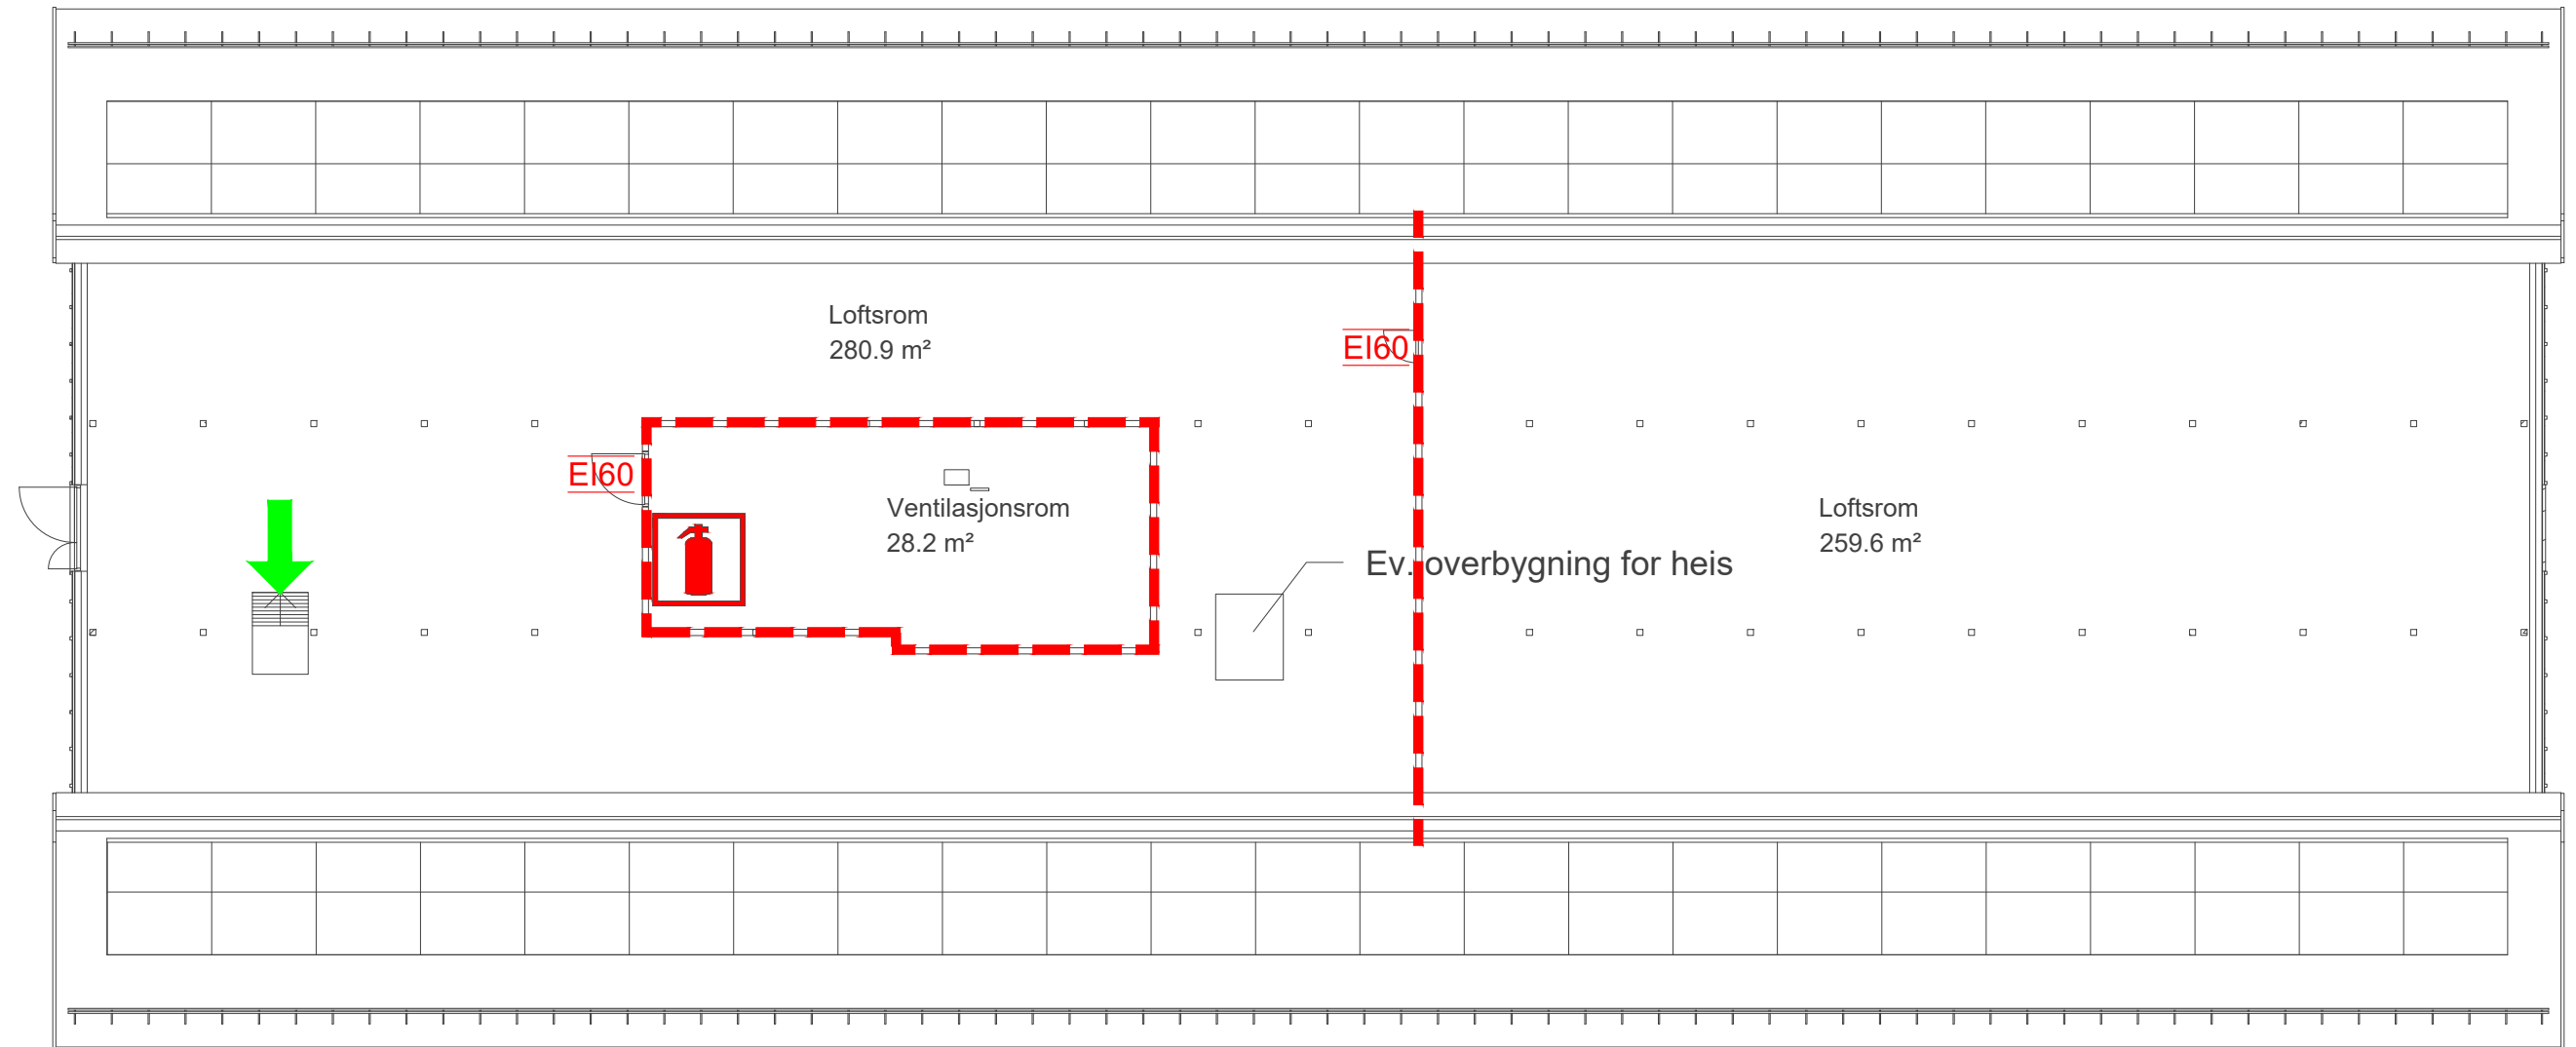 Loftsrom
280.9 m²
EI60
EI60
Ventilasjonsrom
28.2 m²
Loftsrom
259.6 m²
Ev. overbygning for heis